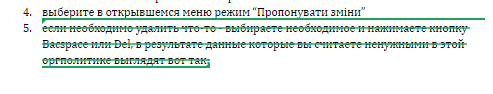 4. выберите в открывшемся меню режим “Пропонувати зміни”
5. если необходимо удалить что-то - выбираете необходимое и нажимаете кнопку
Bacspace или Del, в результате данные которые вы считаете ненужными в этой
оргполитике выглядят вот так;